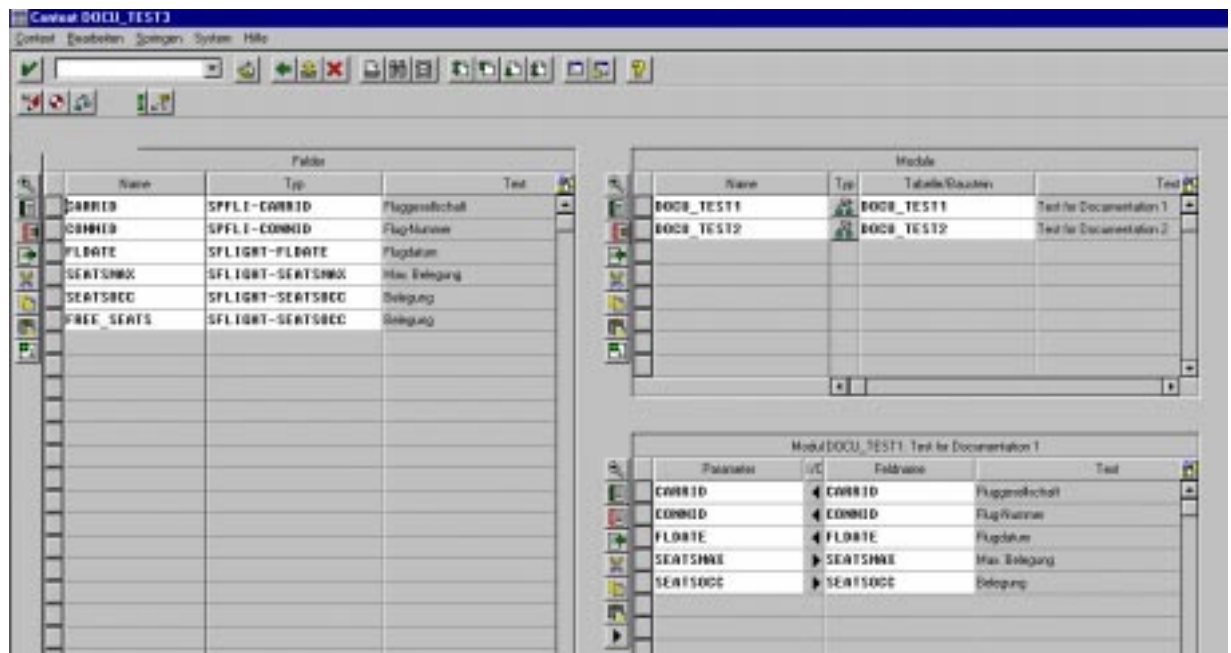 Context DOCU_TEST3
Context Bearbeiten Springen System Hilfe
Felder
Name Typ Text
CARRID SPFLI-CARRID Fluggesellschaft
CONNID SPFLI-CONNID Flug-Nummer
FLDATE SFLIGHT-FLDATE Flugdatum
SEATSMAX SFLIGHT-SEATSMAX Max. Belegung
SEATSOCC SFLIGHT-SEATSOCC Belegung
FREE_SEATS SFLIGHT-SEATSOCC Belegung
Module
Name Typ Tabelle/Baustein Text
DOCU_TEST1 DOCU_TEST1 Test for Documentation 1
DOCU_TEST2 DOCU_TEST2 Test for Documentation 2
Modul DOCU_TEST1: Test for Documentation 1
Parameter I/O Feldname Text
CARRID CARRID Fluggesellschaft
CONNID CONNID Flug-Nummer
FLDATE FLDATE Flugdatum
SEATSMAX SEATSMAX Max. Belegung
SEATSOCC SEATSOCC Belegung